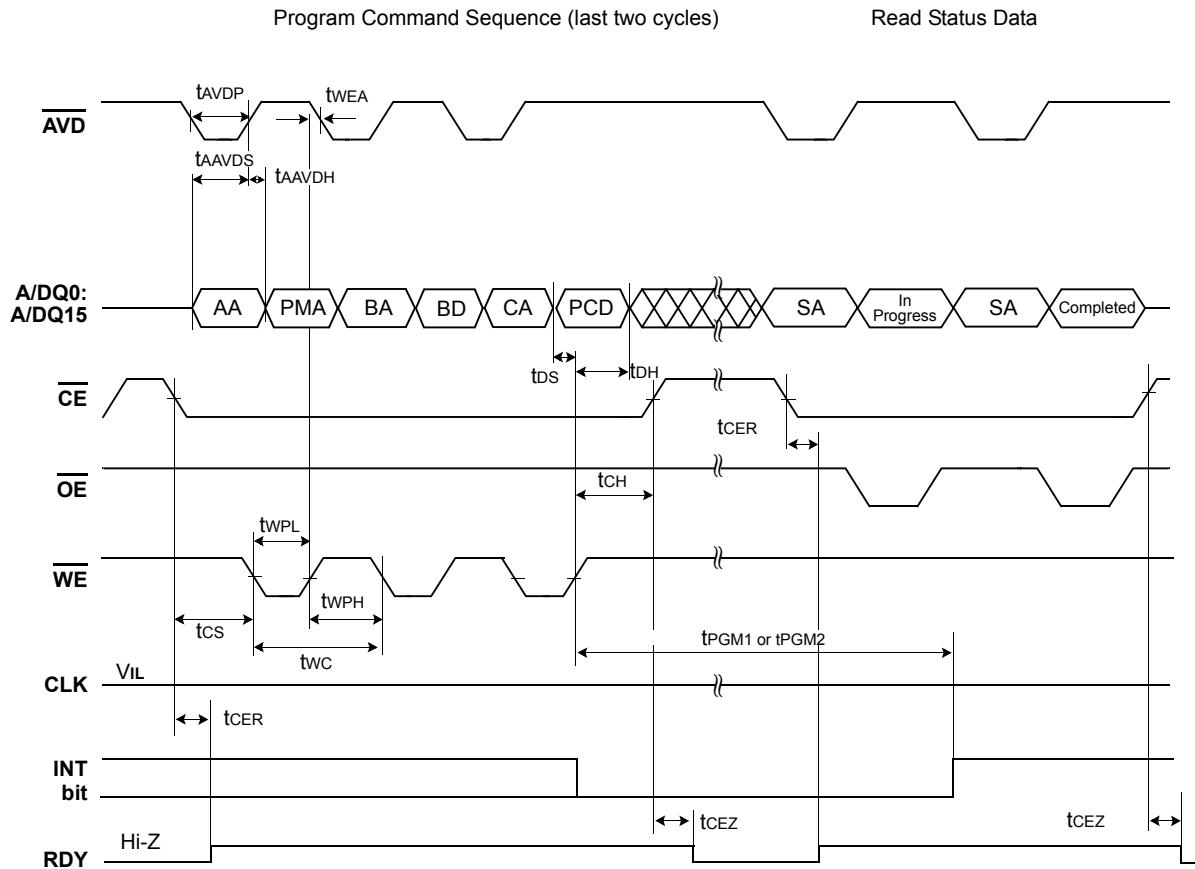 Program Command Sequence (last two cycles)
Read Status Data
AVD
tAVDP
tWEA
tAAVDS
tAAVDH
A/DQ0:
A/DQ15
AA
PMA
BA
BD
CA
PCD
SA
In
Progress
SA
Completed
tDS
tDH
CE
tCER
OE
tCH
tWPL
WE
tWPH
tCS
tWC
tPGM1 or tPGM2
CLK
VIL
tCER
INT
bit
tCEZ
tCEZ
RDY
Hi-Z